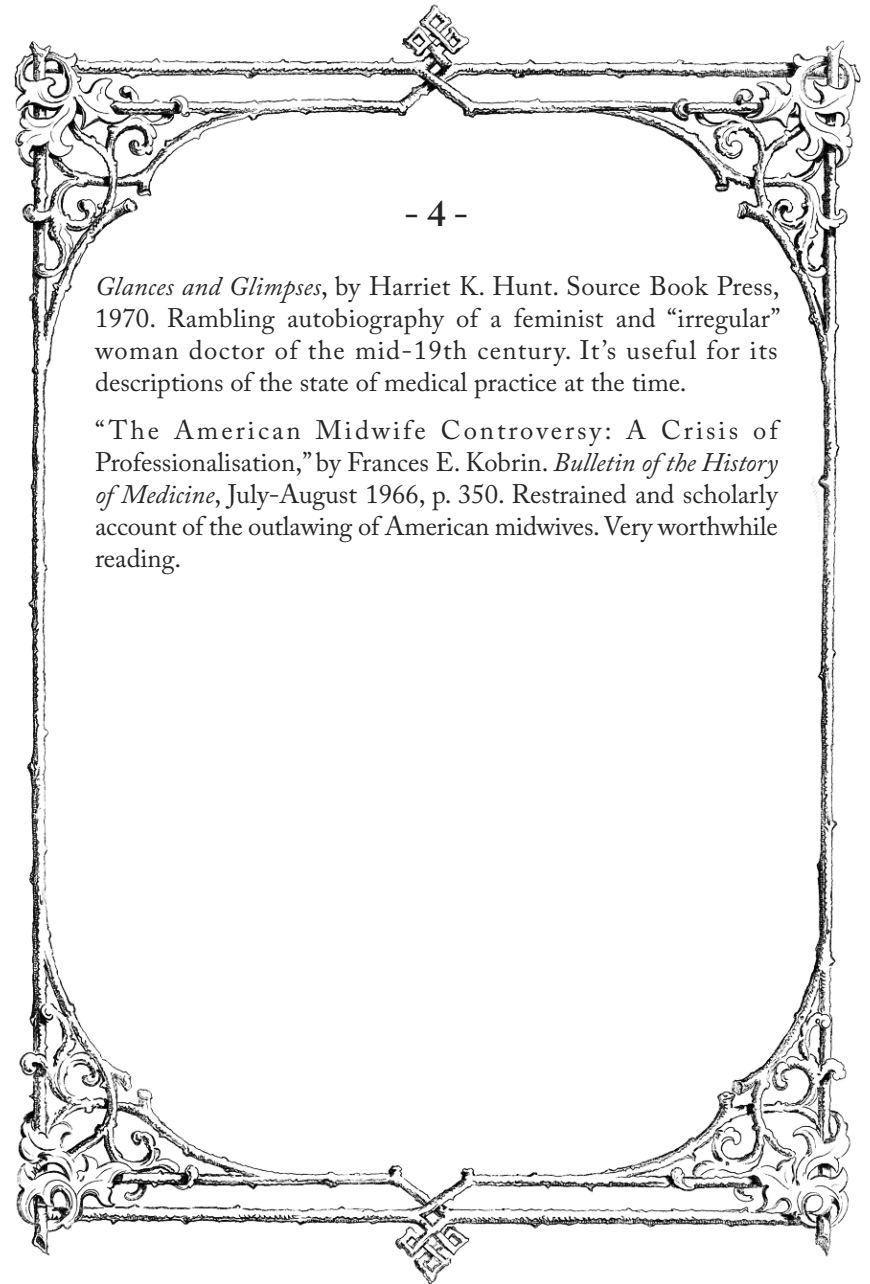 - 4 -
Glances and Glimpses, by Harriet K. Hunt. Source Book Press,
1970. Rambling autobiography of a feminist and “irregular”
woman doctor of the mid-19th century. It’s useful for its
descriptions of the state of medical practice at the time.
“The American Midwife Controversy: A Crisis of
Professionalisation,” by Frances E. Kobrin. Bulletin of the History
of Medicine, July-August 1966, p. 350. Restrained and scholarly
account of the outlawing of American midwives. Very worthwhile
reading.